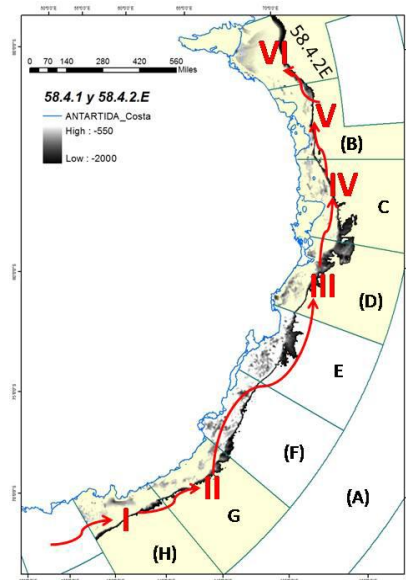 58.4.2E
VI
0 70 140 280 420 560
Miles
58.4.1 y 58.4.2.E
ANTARTIDA_Costa
High : -550
Low : -2000
V
(B)
IV
C
III
(D)
E
(F)
(A)
II
G
I
(H)